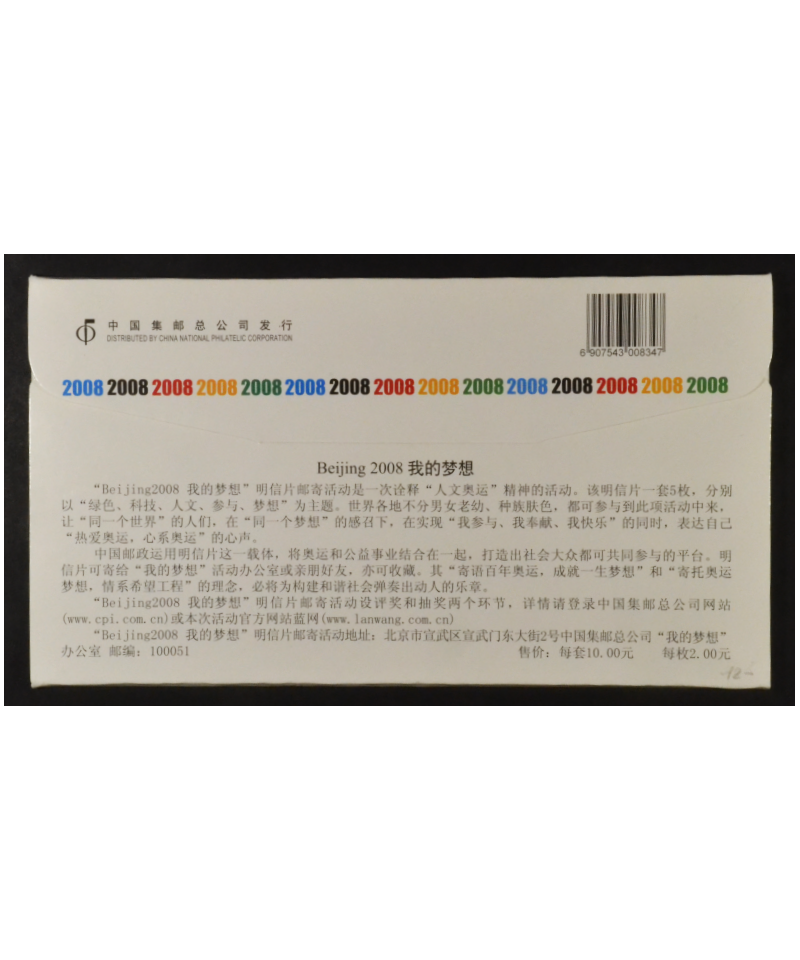 中国集邮总公司发行
DISTRIBUTED BY CHINA NATIONAL PHILATELIC CORPORATION
6 907543 008347
2008 2008 2008 2008 2008 2008 2008 2008 2008 2008 2008 2008 2008 2008 2008
Beijing 2008 我的梦想
“Beijing2008 我的梦想”明信片邮寄活动是一次诠释“人文奥运”精神的活动。该明信片一套5枚，分别
以“绿色、科技、人文、参与、梦想”为主题。世界各地不分男女老幼、种族肤色，都可参与到此项活动中来，
让“同一个世界”的人们，在“同一个梦想”的感召下，在实现“我参与、我奉献、我快乐”的同时，表达自己
“热爱奥运，心系奥运”的心声。
中国邮政运用明信片这一载体，将奥运和公益事业结合在一起，打造出社会大众都可共同参与的平台。明
信片可寄给“我的梦想”活动办公室或亲朋好友，亦可收藏。其“寄语百年奥运，成就一生梦想”和“寄托奥运
梦想，情系希望工程”的理念，必将为构建和谐社会弹奏出动人的乐章。
“Beijing2008 我的梦想”明信片邮寄活动设评奖和抽奖两个环节，详情请登录中国集邮总公司网站
(www.cpi.com.cn)或本次活动官方网站蓝网(www.lanwang.com.cn)
“Beijing2008 我的梦想”明信片邮寄活动地址：北京市宣武区宣武门东大街2号中国集邮总公司“我的梦想”
办公室 邮编：100051 售价：每套10.00元 每枚2.00元
12-